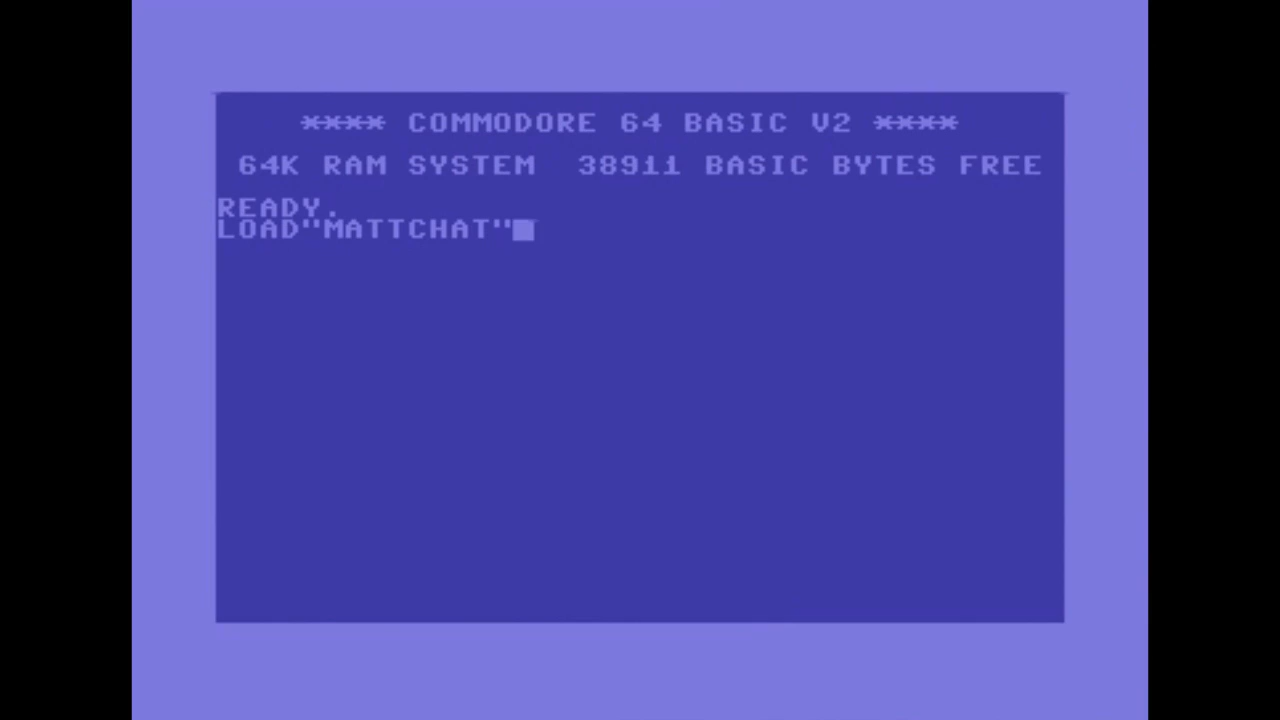 **** COMMODORE 64 BASIC V2 ****
64K RAM SYSTEM  38911 BASIC BYTES FREE
READY.
LOAD"MATTCHAT"